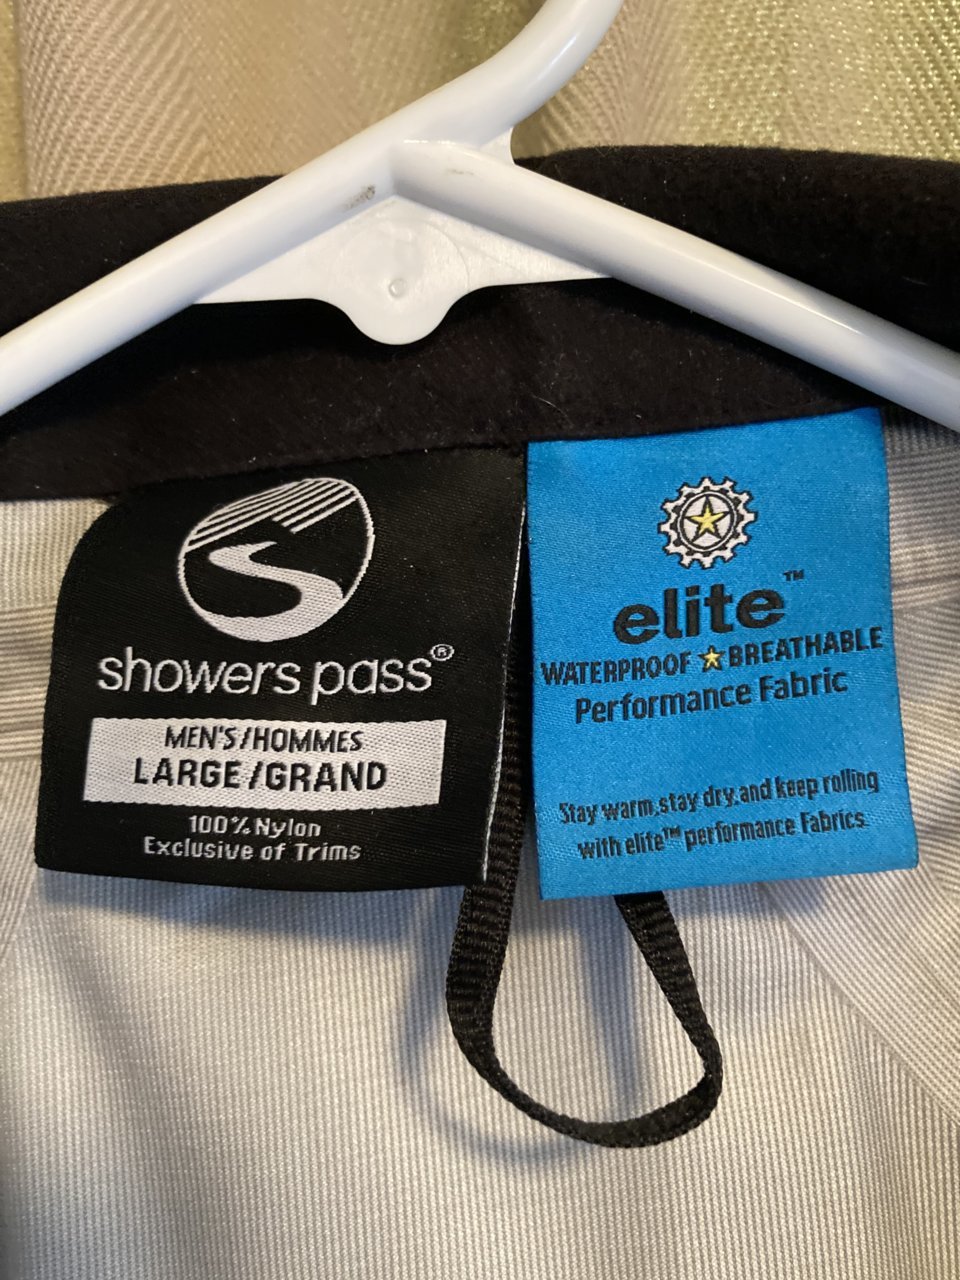 showers pass®
MEN'S/HOMMES
LARGE/GRAND
100% Nylon
Exclusive of Trims
elite™
WATERPROOF BREATHABLE
Performance Fabric
Stay warm,stay dry,and keep rolling
with elite™ performance Fabrics